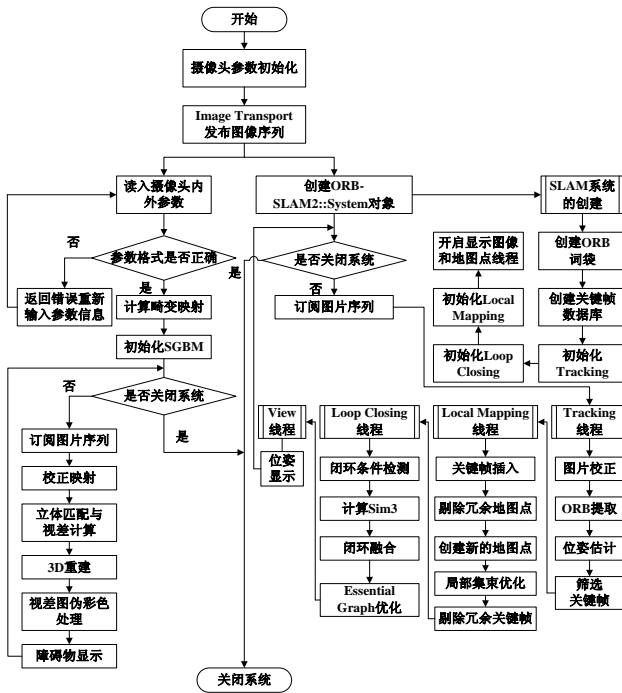 开始
摄像头参数初始化
Image Transport
发布图像序列
读入摄像头内
外参数
创建ORB-
SLAM2::System对象
SLAM系统
的创建
否
参数格式是否正确
是
是否关闭系统
是
否
开启显示图像
和地图点线程
创建ORB
词袋
返回错误重新
输入参数信息
计算畸变映射
订阅图片序列
初始化Local
Mapping
创建关键帧
数据库
初始化SGBM
初始化Loop
Closing
初始化
Tracking
否
是否关闭系统
是
View
线程
Loop Closing
线程
Local Mapping
线程
Tracking
线程
订阅图片序列
位姿
显示
闭环条件检测
关键帧插入
图片校正
校正映射
计算Sim3
剔除冗余地图点
ORB提取
立体匹配与
视差计算
闭环融合
创建新的地图点
位姿估计
3D重建
Essential
Graph优化
局部集束优化
筛选
关键帧
视差图伪彩色
处理
剔除冗余关键帧
障碍物显示
关闭系统